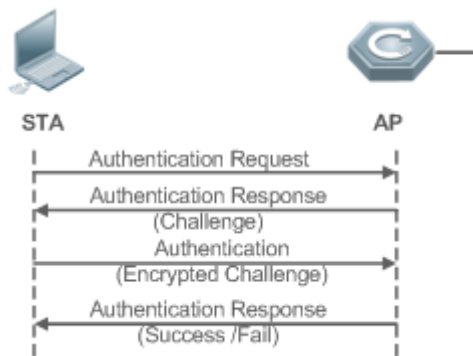 STA
AP
Authentication Request
Authentication Response
(Challenge)
Authentication
(Encrypted Challenge)
Authentication Response
(Success /Fail)